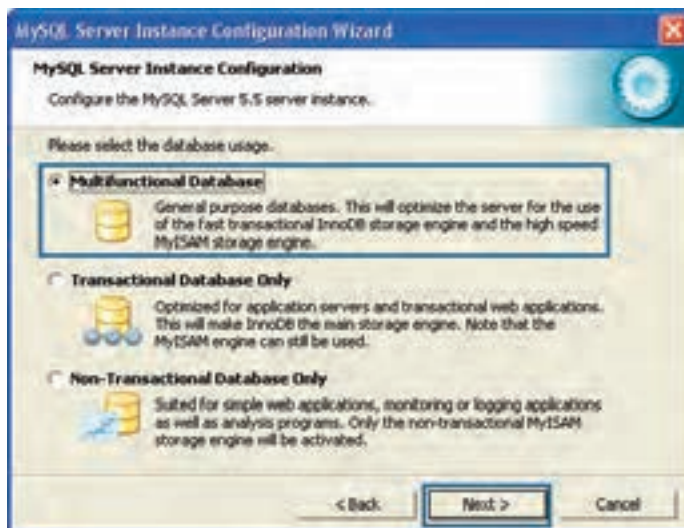 MySQL Server Instance Configuration Wizard
MySQL Server Instance Configuration
Configure the MySQL Server 5.5 server instance.
Please select the database usage.
Multifunctional Database
General purpose databases. This will optimize the server for the use
of the fast transactional InnoDB storage engine and the high speed
MyISAM storage engine.
Transactional Database Only
Optimized for application servers and transactional web applications.
This will make InnoDB the main storage engine. Note that the
MyISAM engine can still be used.
Non-Transactional Database Only
Suited for simple web applications, monitoring or logging applications
as well as analysis programs. Only the non-transactional MyISAM
storage engine will be activated.
< Back
Next >
Cancel